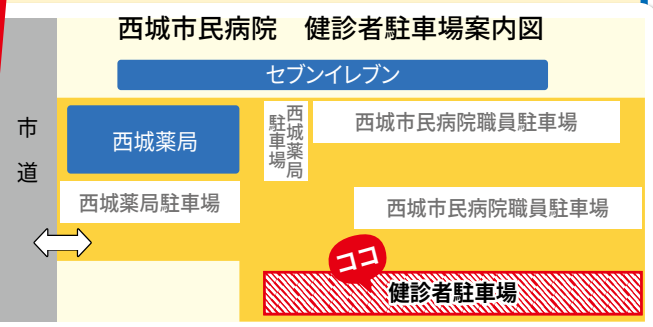 西城市民病院　健診者駐車場案内図
セブンイレブン
市道
西城薬局
西城薬局
駐車場
西城市民病院職員駐車場
西城薬局駐車場
西城市民病院職員駐車場
ココ
健診者駐車場